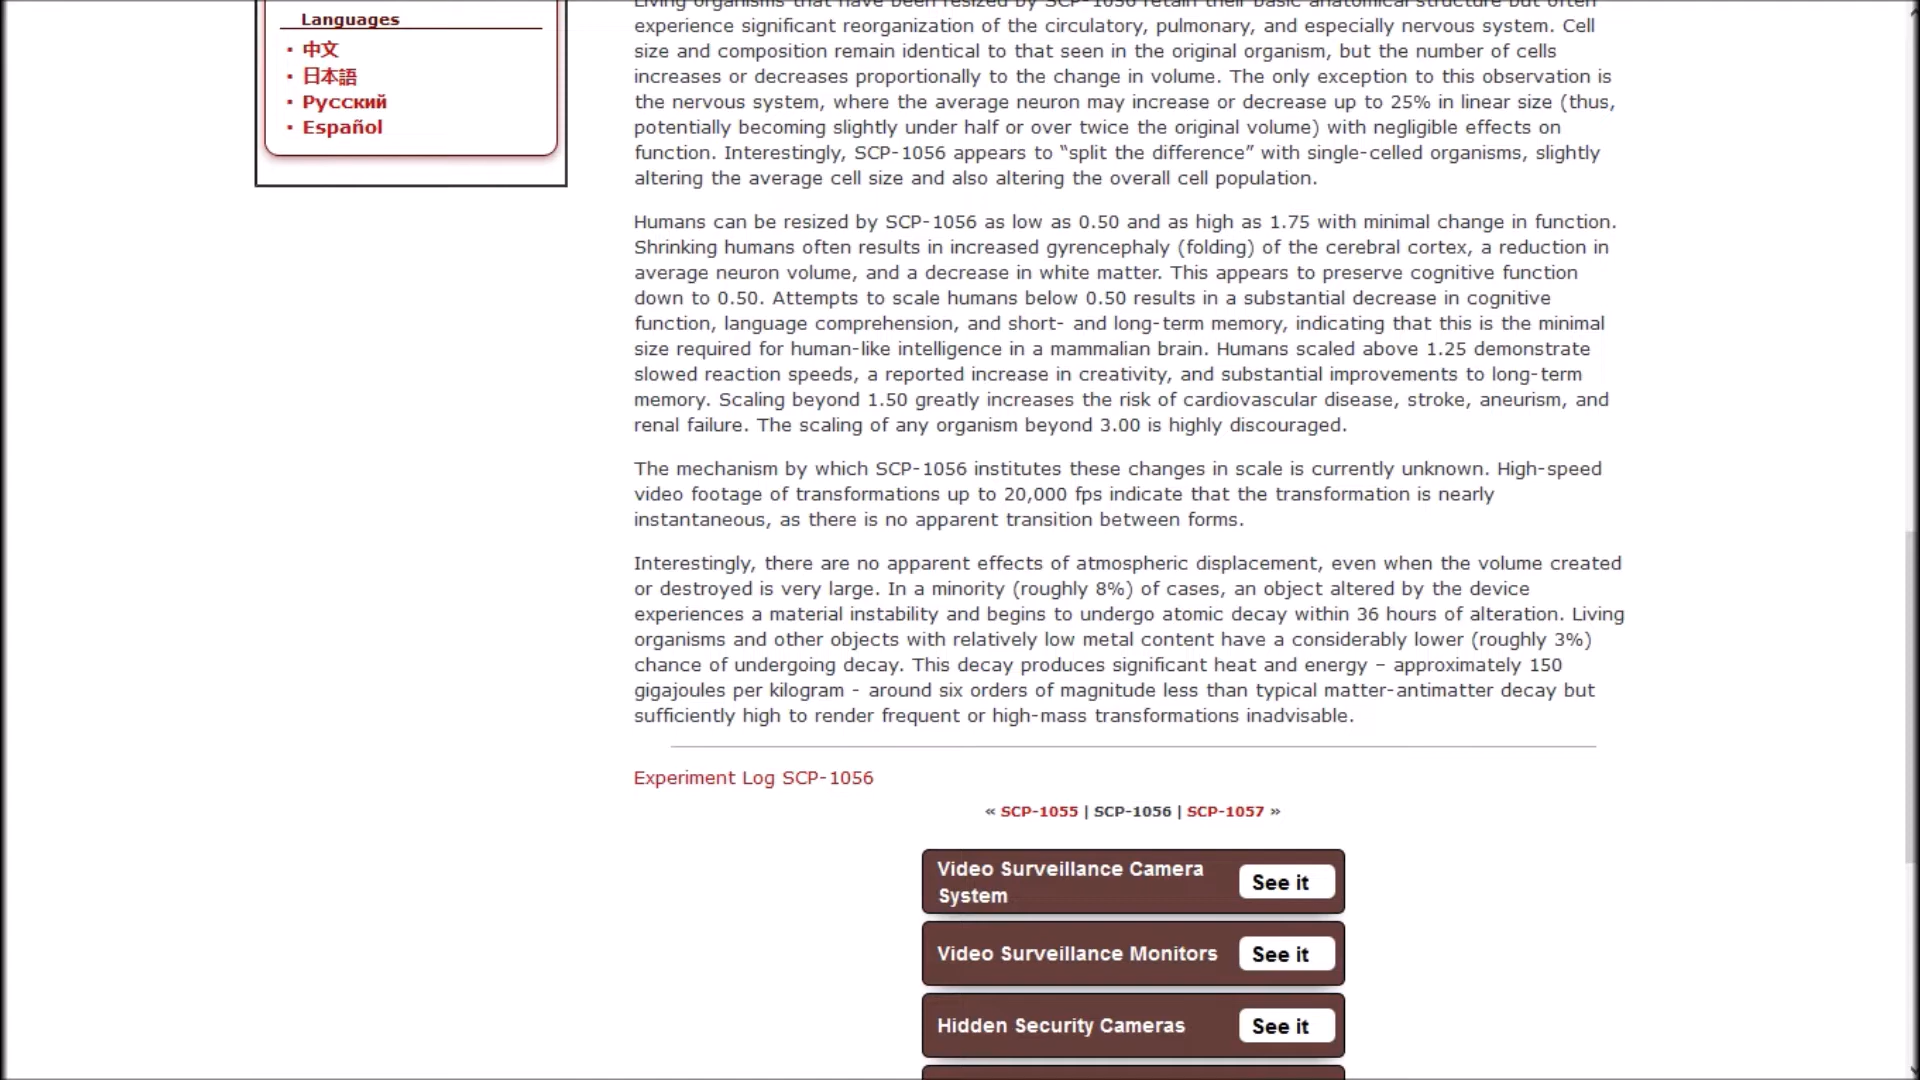 Languages
中文
日本語
Русский
Español
Living organisms that have been resized by SCP-1056 retain their basic anatomical structure but often
experience significant reorganization of the circulatory, pulmonary, and especially nervous system. Cell
size and composition remain identical to that seen in the original organism, but the number of cells
increases or decreases proportionally to the change in volume. The only exception to this observation is
the nervous system, where the average neuron may increase or decrease up to 25% in linear size (thus,
potentially becoming slightly under half or over twice the original volume) with negligible effects on
function. Interestingly, SCP-1056 appears to “split the difference” with single-celled organisms, slightly
altering the average cell size and also altering the overall cell population.
Humans can be resized by SCP-1056 as low as 0.50 and as high as 1.75 with minimal change in function.
Shrinking humans often results in increased gyrencephaly (folding) of the cerebral cortex, a reduction in
average neuron volume, and a decrease in white matter. This appears to preserve cognitive function
down to 0.50. Attempts to scale humans below 0.50 results in a substantial decrease in cognitive
function, language comprehension, and short- and long-term memory, indicating that this is the minimal
size required for human-like intelligence in a mammalian brain. Humans scaled above 1.25 demonstrate
slowed reaction speeds, a reported increase in creativity, and substantial improvements to long-term
memory. Scaling beyond 1.50 greatly increases the risk of cardiovascular disease, stroke, aneurism, and
renal failure. The scaling of any organism beyond 3.00 is highly discouraged.
The mechanism by which SCP-1056 institutes these changes in scale is currently unknown. High-speed
video footage of transformations up to 20,000 fps indicate that the transformation is nearly
instantaneous, as there is no apparent transition between forms.
Interestingly, there are no apparent effects of atmospheric displacement, even when the volume created
or destroyed is very large. In a minority (roughly 8%) of cases, an object altered by the device
experiences a material instability and begins to undergo atomic decay within 36 hours of alteration. Living
organisms and other objects with relatively low metal content have a considerably lower (roughly 3%)
chance of undergoing decay. This decay produces significant heat and energy – approximately 150
gigajoules per kilogram - around six orders of magnitude less than typical matter-antimatter decay but
sufficiently high to render frequent or high-mass transformations inadvisable.
Experiment Log SCP-1056
« SCP-1055 | SCP-1056 | SCP-1057 »
Video Surveillance Camera
System
See it
Video Surveillance Monitors
See it
Hidden Security Cameras
See it